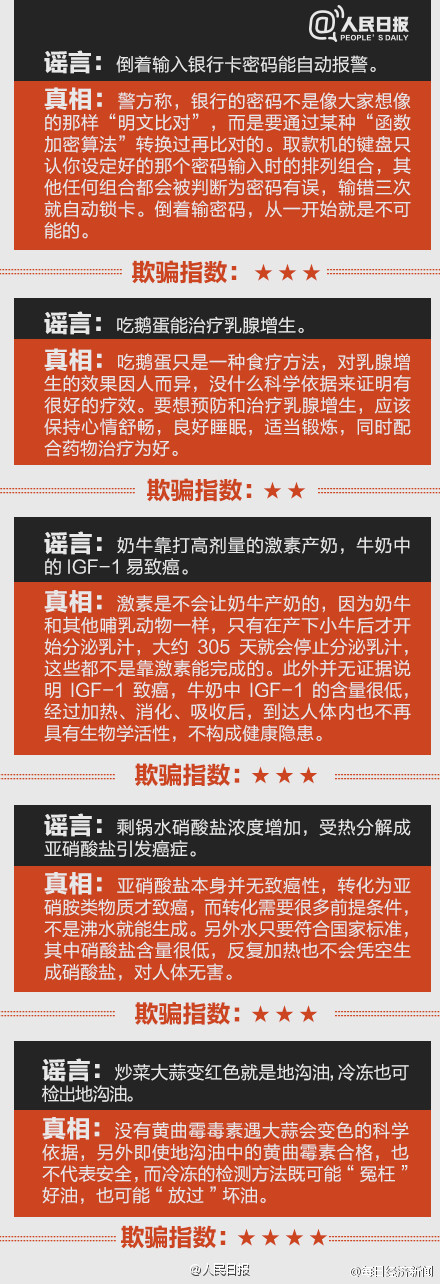 @人民日报
PEOPLE'S DAILY
谣言：倒着输入银行卡密码能自动报警。
真相：警方称，银行的密码不是像大家想像
的那样“明文比对”，而是要通过某种“函数
加密算法”转换过再比对的。取款机的键盘只
认你设定好的那个密码输入时的排列组合，其
他任何组合都会被判断为密码有误，输错三次
就自动锁卡。倒着输密码，从一开始就是不可
能的。
欺骗指数：★★★
谣言：吃鹅蛋能治疗乳腺增生。
真相：吃鹅蛋只是一种食疗方法，对乳腺增
生的效果因人而异，没什么科学依据来证明有
很好的疗效。要想预防和治疗乳腺增生，应该
保持心情舒畅，良好睡眠，适当锻炼，同时配
合药物治疗为好。
欺骗指数：★★
谣言：奶牛靠打高剂量的激素产奶，牛奶中
的IGF-1易致癌。
真相：激素是不会让奶牛产奶的，因为奶牛
和其他哺乳动物一样，只有在产下小牛后才开
始分泌乳汁，大约 305 天就会停止分泌乳汁，
这些都不是靠激素能完成的。此外并无证据说
明 IGF-1 致癌，牛奶中 IGF-1 的含量很低，
经过加热、消化、吸收后，到达人体内也不再
具有生物学活性，不构成健康隐患。
欺骗指数：★★★
谣言：剩锅水硝酸盐浓度增加，受热分解成
亚硝酸盐引发癌症。
真相：亚硝酸盐本身并无致癌性，转化为亚
硝胺类物质才致癌，而转化需要很多前提条件，
不是沸水就能生成。另外水只要符合国家标准，
其中硝酸盐含量很低，反复加热也不会凭空生
成硝酸盐，对人体无害。
欺骗指数：★★★
谣言：炒菜大蒜变红色就是地沟油,冷冻也可
检出地沟油。
真相：没有黄曲霉毒素遇大蒜会变色的科学
依据，另外即使地沟油中的黄曲霉素合格，也
不代表安全,而冷冻的检测方法既可能“冤枉”
好油，也可能“放过”坏油。
欺骗指数：★★★★
@人民日报
@每日经济新闻